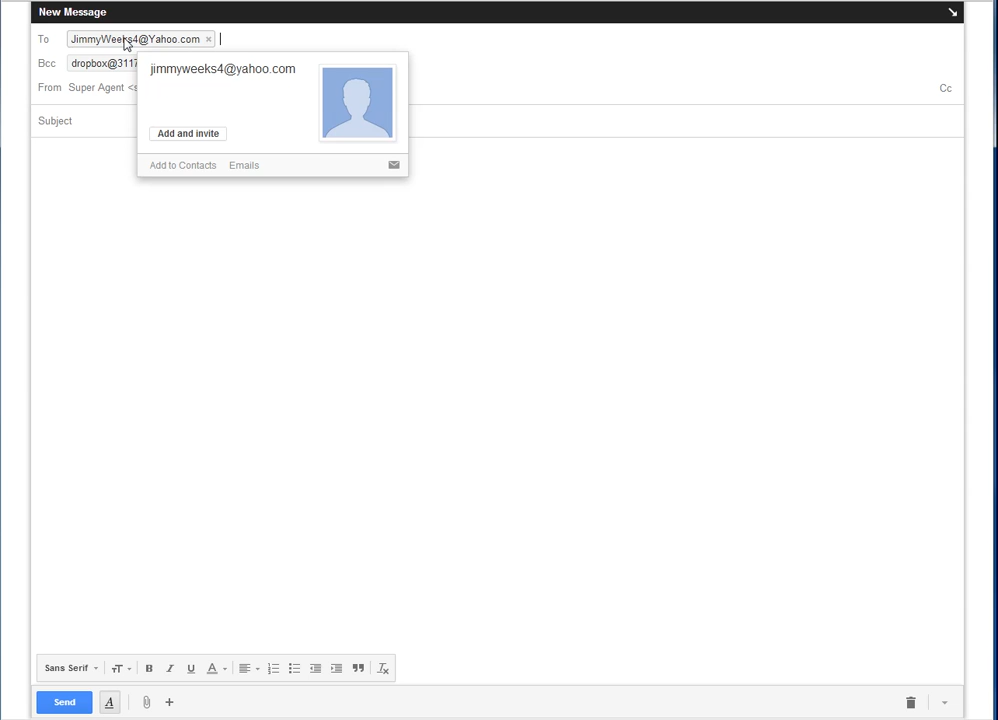 New Message
To JimmyWeeks4@Yahoo.com ×
Bcc dropbox@3117
From Super Agent <s
Cc
Subject
jimmyweeks4@yahoo.com
Add and invite
Add to Contacts Emails
Sans Serif T B I U A
Send A